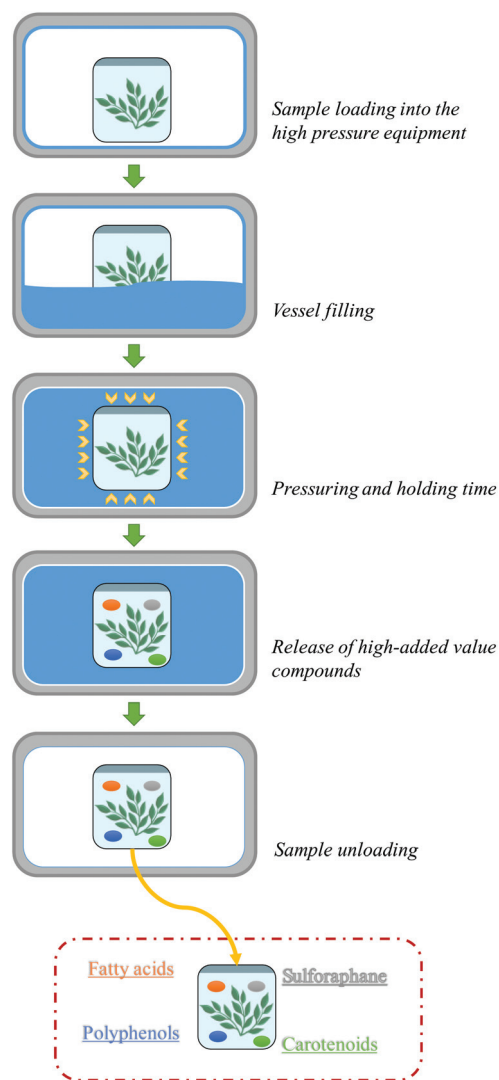 Sample loading into the
high pressure equipment
Vessel filling
Pressuring and holding time
Release of high-added value
compounds
Sample unloading
Fatty acids
Sulforaphane
Polyphenols
Carotenoids